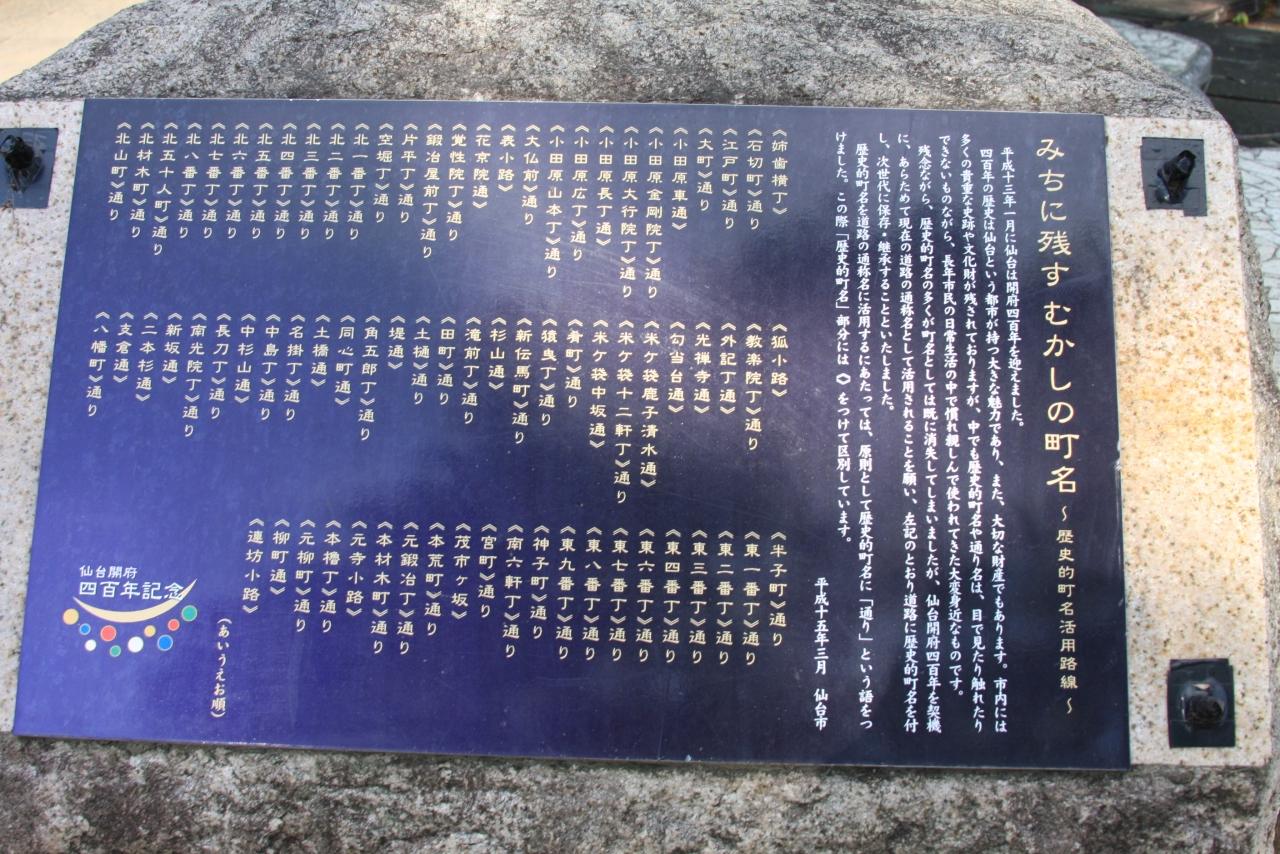 みちに残すむかしの町名 ~歴史的町名活用路線~
平成十三年一月に仙台は開府四百年を迎えました。
四百年の歴史は仙台という都市が持つ大きな魅力であり、また、大切な財産でもあります。市内には
多くの貴重な史跡や文化財が残されておりますが、中でも歴史的町名や通り名は、目で見たり触れたり
できないものながら、長年市民の日常生活の中で慣れ親しんで使われてきた大変身近なものです。
残念ながら、歴史的町名の多くが町名としては既に消失してしまいましたが、仙台開府四百年を契機
に、あらためて現在の道路の通称名として活用されることを願い、左記のとおり道路に歴史的町名を付
し、次世代に保存・継承することといたしました。
歴史的町名を道路の通称名に活用するにあたっては、原則として歴史的町名に「通り」という語をつ
けました。この際「歴史的町名」部分には《》をつけて区別しています。
平成十五年三月 仙台市
《姉歯横丁》
《石切町》通り
《江戸町》通り
《大町》通り
《小田原車通》
《小田原金剛院丁》通り
《小田原大行院丁》通り
《小田原長丁》通り
《小田原広丁》通り
《小田原山本丁》通り
《大仏前》通り
《表小路》
《花京院通》
《覚性院丁》通り
《鍛冶屋前丁》通り
《片平丁》通り
《空堀丁》通り
《北一番丁》通り
《北二番丁》通り
《北三番丁》通り
《北四番丁》通り
《北五番丁》通り
《北六番丁》通り
《北七番丁》通り
《北八番丁》通り
《北五十人町》通り
《北材木町》通り
《北山町》通り
《狐小路》
《教楽院丁》通り
《外記丁通》
《光禅寺通》
《勾当台通》
《米ケ袋鹿子清水通》
《米ケ袋十二軒丁》通り
《米ケ袋中坂通》
《肴町》通り
《猿曳丁》通り
《新伝馬町》通り
《杉山通》
《滝前丁》通り
《田町》通り
《土樋》通り
《堤通》
《角五郎丁》通り
《同心町通》
《土橋通》
《名掛丁》通り
《中島丁》通り
《中杉山通》
《長刀丁》通り
《南光院丁》通り
《新坂通》
《二本杉通》
《支倉通》
《八幡町》通り
《半子町》通り
《東一番丁》通り
《東二番丁》通り
《東三番丁》通り
《東四番丁》通り
《東六番丁》通り
《東七番丁》通り
《東八番丁》通り
《東九番丁》通り
《神子町》通り
《南六軒丁》通り
《宮町》通り
《茂市ケ坂》
《本荒町》通り
《元鍛冶丁》通り
《本材木町》通り
《元寺小路》
《本櫓丁》通り
《元柳町》通り
《柳町通》
《連坊小路》
(あいうえお順)
仙台開府
四百年記念